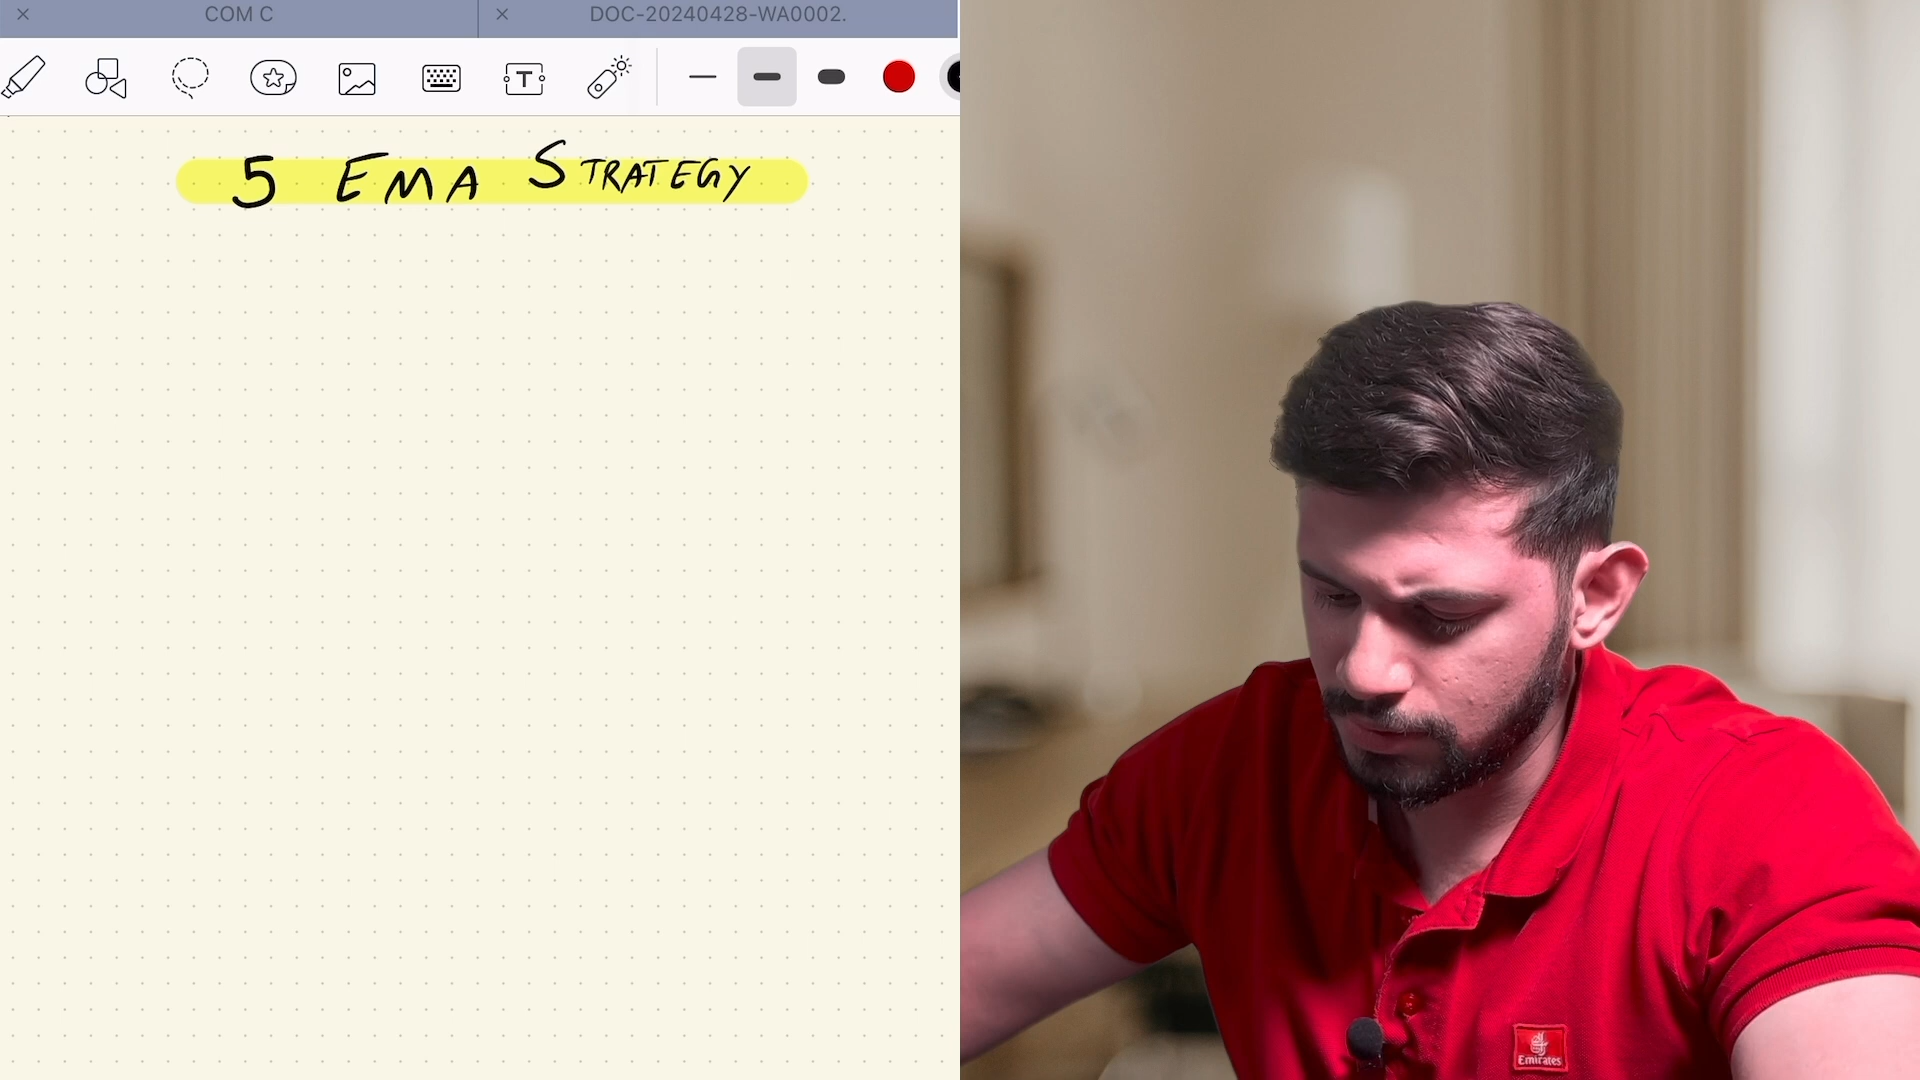 COM C
DOC-20240428-WA0002.
T
5 EMA STRATEGY
Emirates